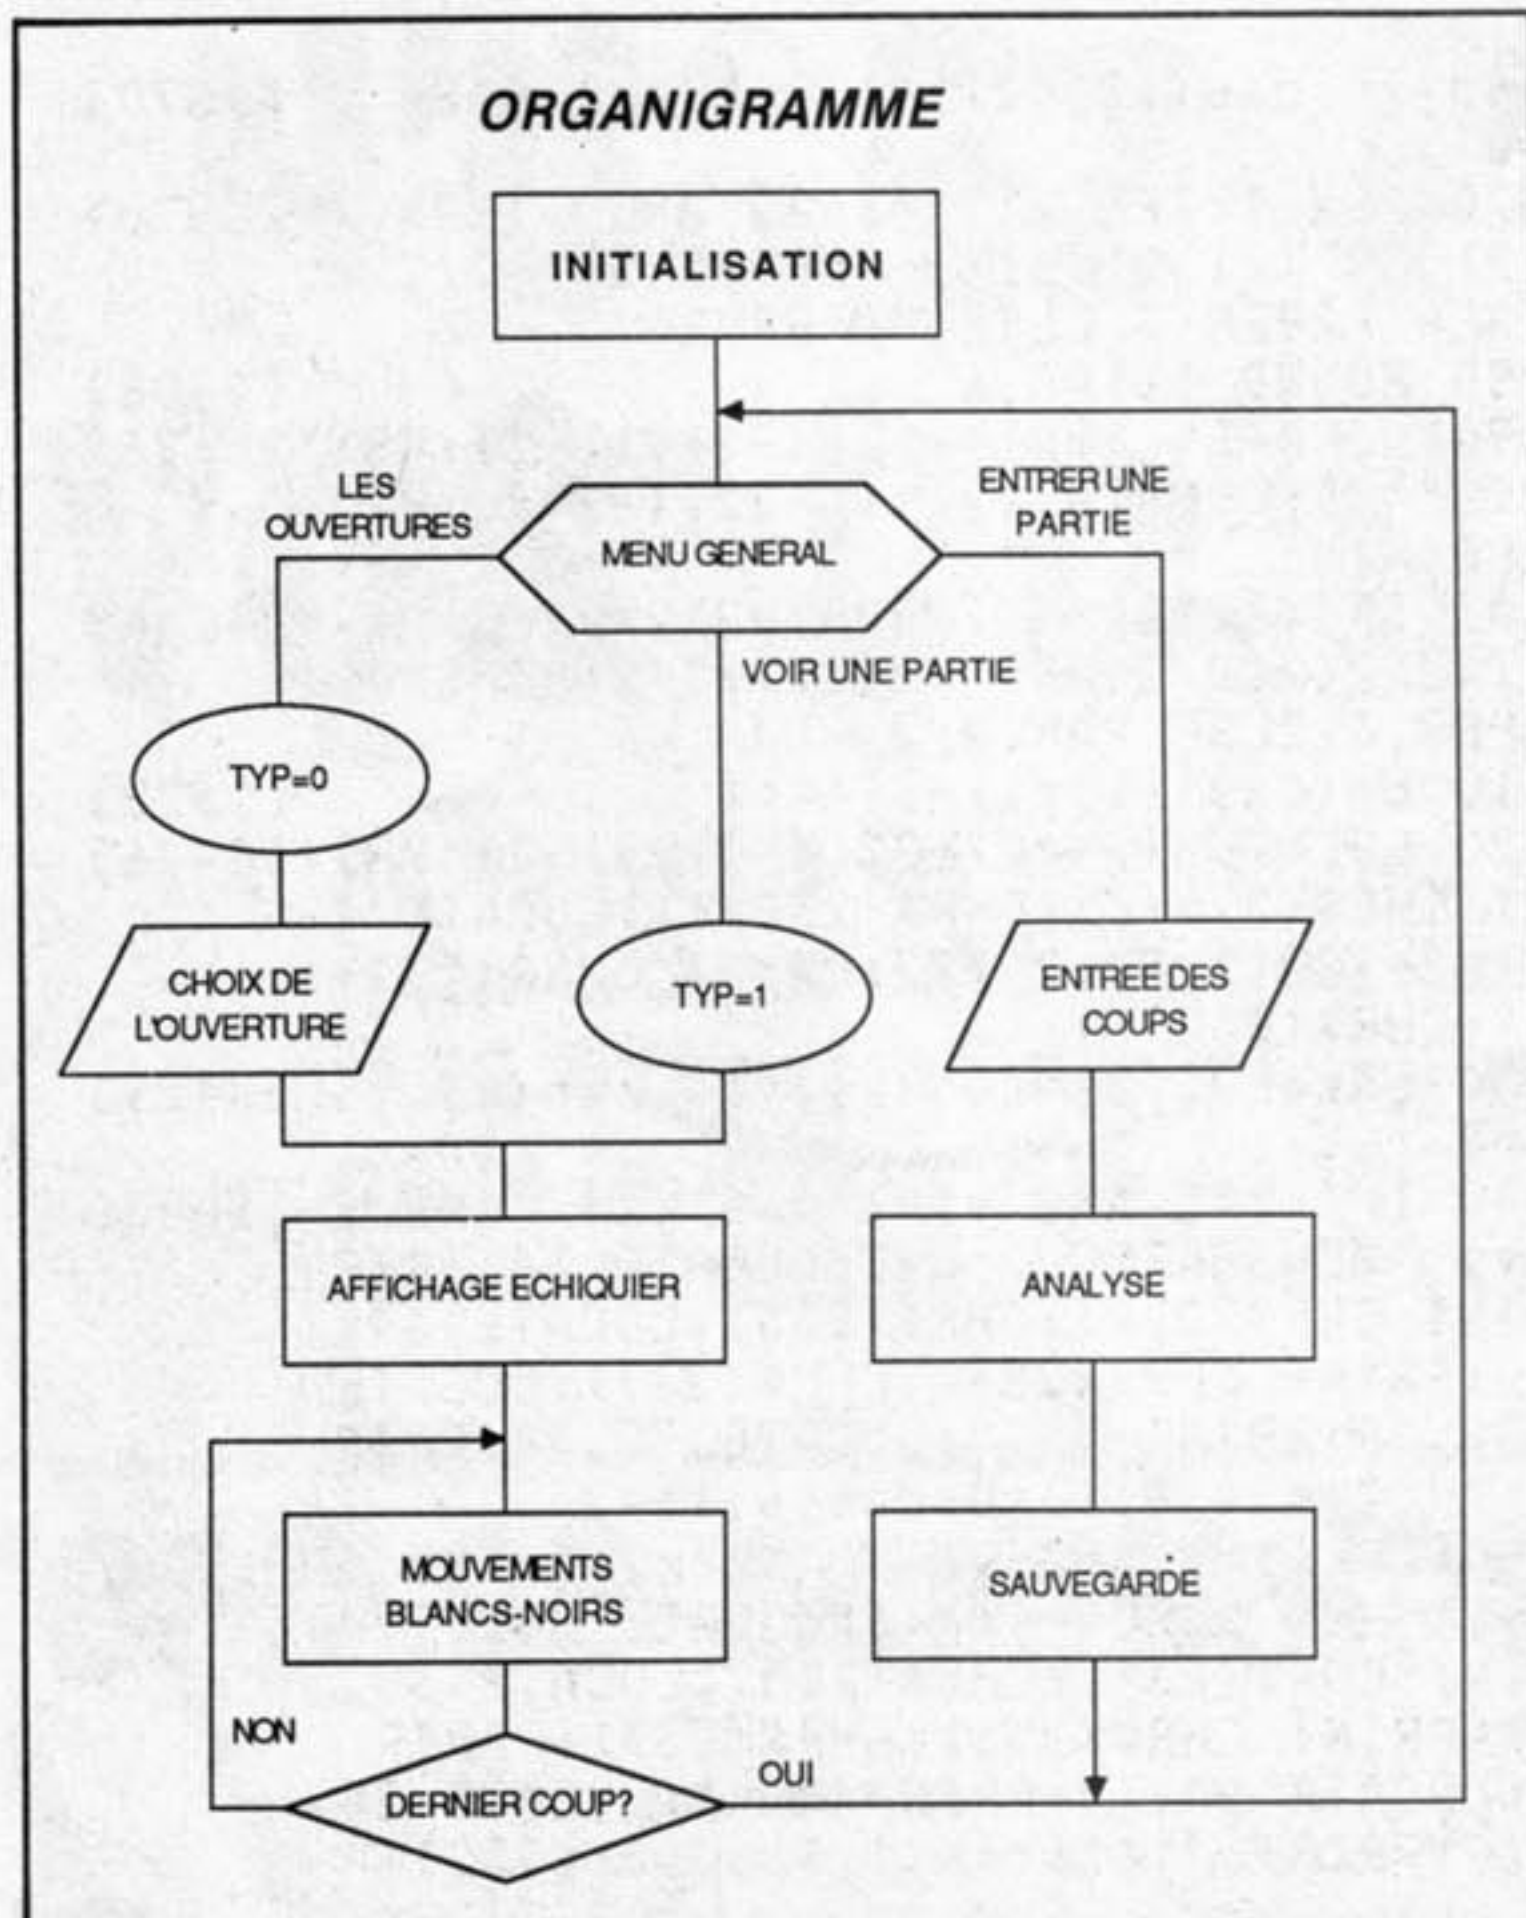 ORGANIGRAMME
INITIALISATION
LES
OUVERTURES
ENTRER UNE
PARTIE
MENU GENERAL
VOIR UNE PARTIE
TYP=0
CHOIX DE
L'OUVERTURE
TYP=1
ENTREE DES
COUPS
AFFICHAGE ECHIQUIER
ANALYSE
MOUVEMENTS
BLANCS-NOIRS
SAUVEGARDE
NON
OUI
DERNIER COUP?